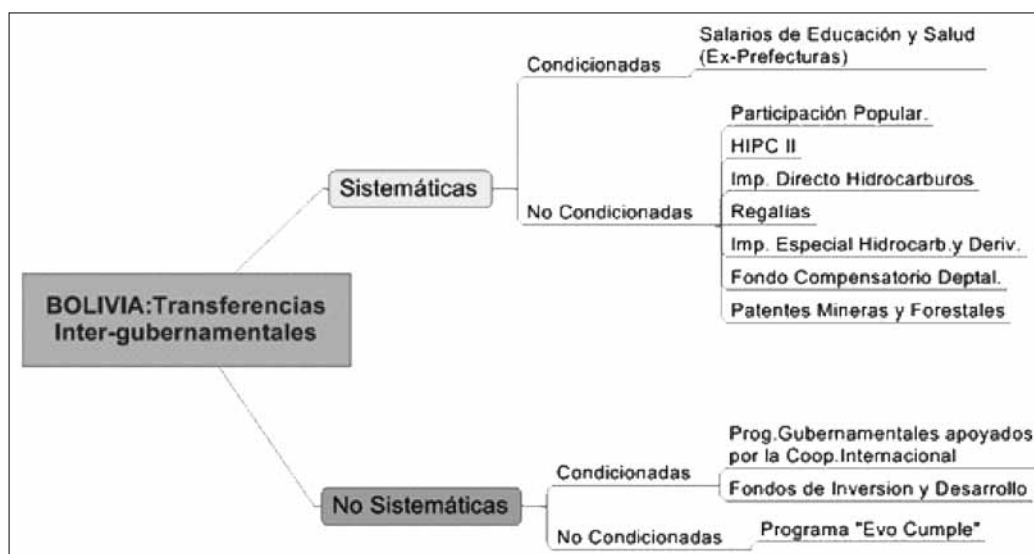 BOLIVIA:Transferencias
Inter-gubernamentales
Sistemáticas
Condicionadas
Salarios de Educación y Salud
(Ex-Prefecturas)
No Condicionadas
Participación Popular.
HIPC II
Imp. Directo Hidrocarburos
Regalías
Imp. Especial Hidrocarb.y Deriv.
Fondo Compensatorio Deptal.
Patentes Mineras y Forestales
No Sistemáticas
Condicionadas
Prog.Gubernamentales apoyados
por la Coop.Internacional
Fondos de Inversion y Desarrollo
No Condicionadas
Programa "Evo Cumple"